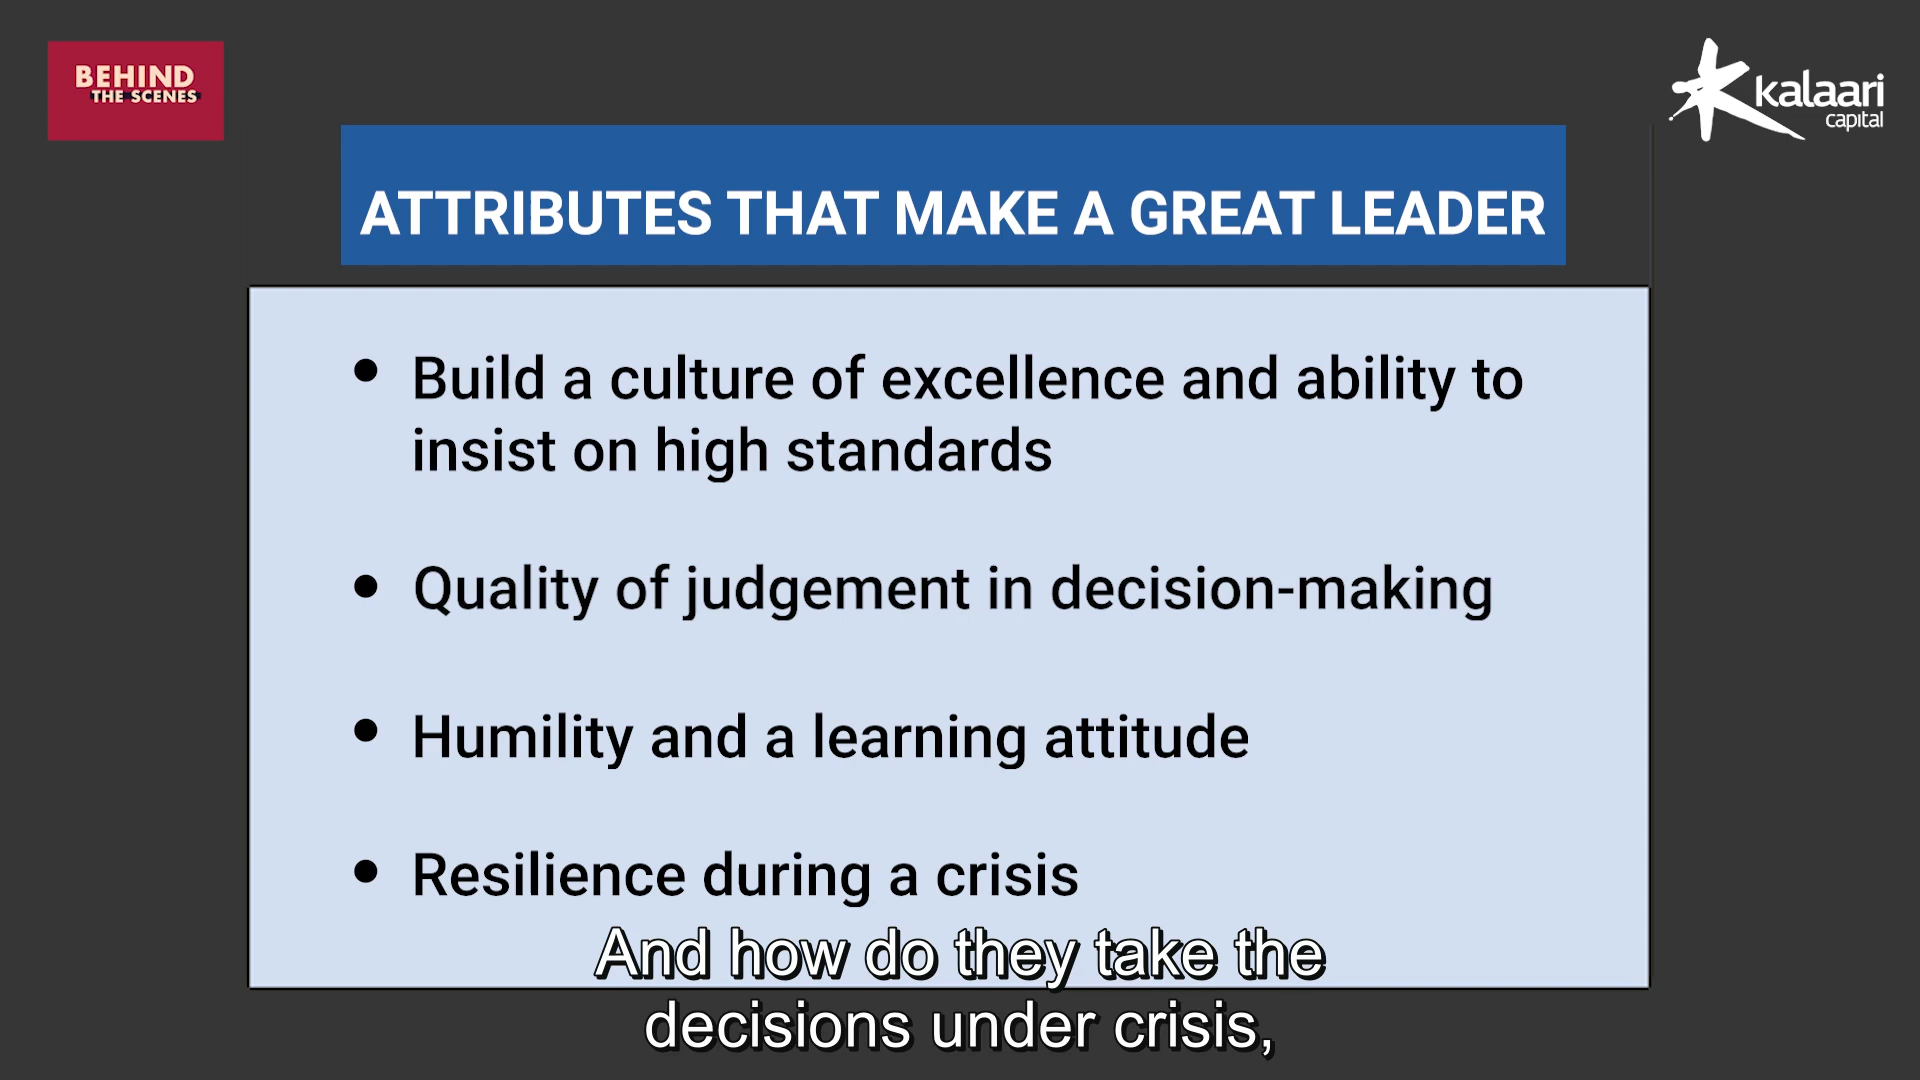 BEHIND
THE SCENES
kalaari
capital
ATTRIBUTES THAT MAKE A GREAT LEADER
• Build a culture of excellence and ability to
insist on high standards
• Quality of judgement in decision-making
• Humility and a learning attitude
• Resilience during a crisis
And how do they take the
decisions under crisis,